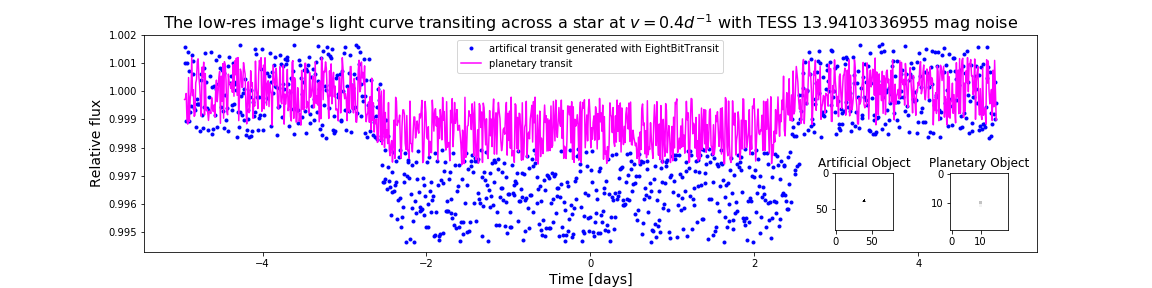 The low-res image's light curve transiting across a star at v = 0.4d⁻¹ with TESS 13.9410336955 mag noise
artifical transit generated with EightBitTransit
planetary transit
Relative flux
1.002
1.001
1.000
0.999
0.998
0.997
0.996
0.995
Artificial Object
0
50
0 50
Planetary Object
0
10
0 10
−4 −2 0 2 4
Time [days]